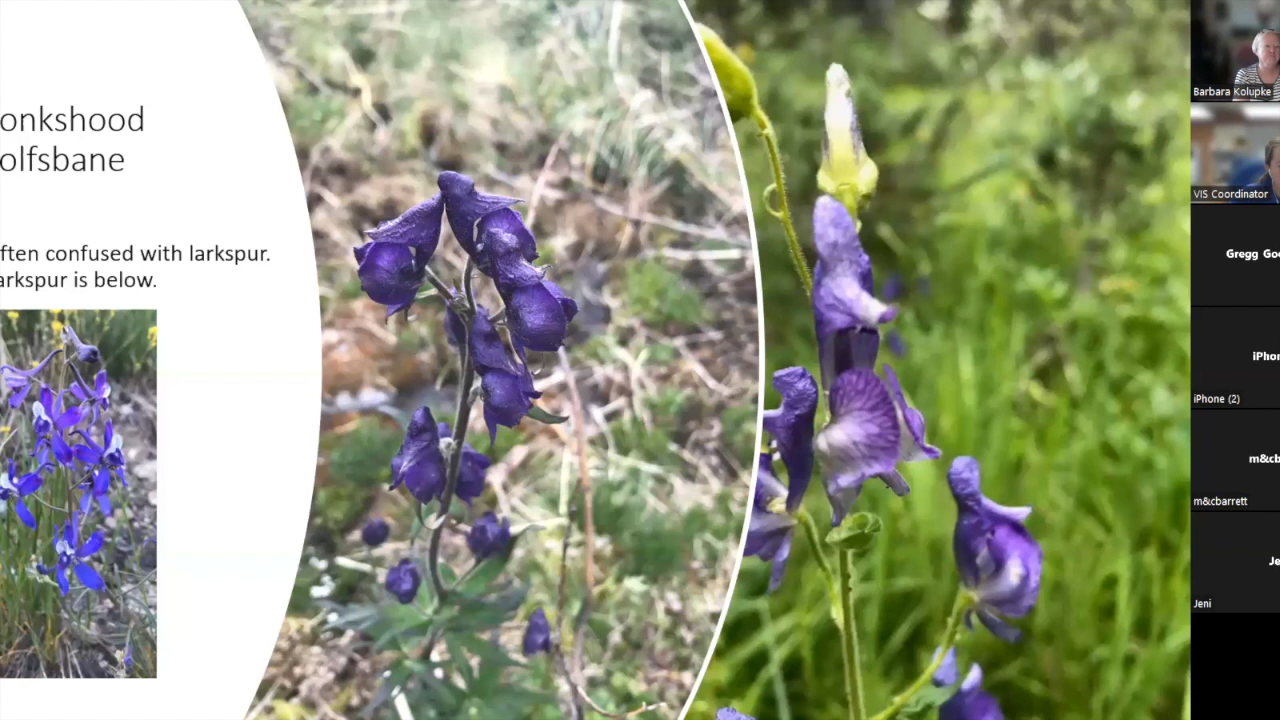 onkshood
olfsbane
ften confused with larkspur.
arkspur is below.
Barbara Kolupke
VIS Coordinator
Gregg Go
iPhon
iPhone (2)
m&cb
m&cbarrett
Je
Jeni